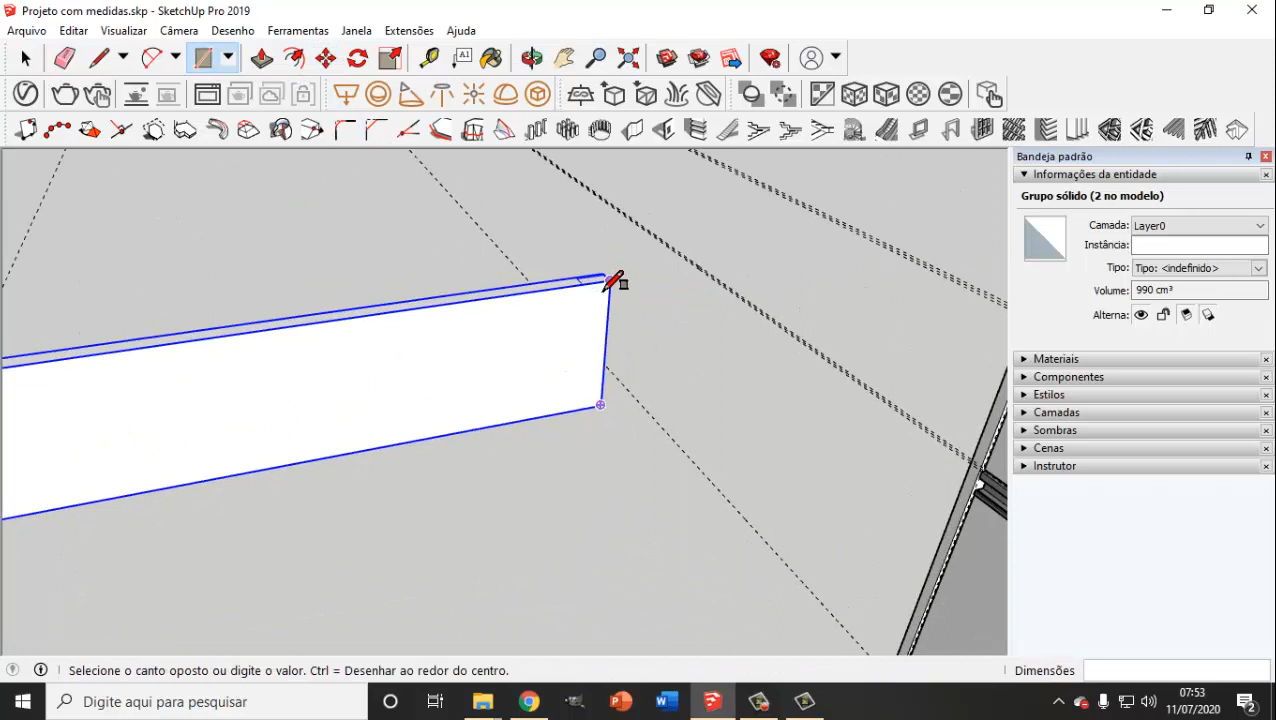 Projeto com medidas.skp - SketchUp Pro 2019
Arquivo Editar Visualizar Câmera Desenho Ferramentas Janela Extensões Ajuda
A1
Bandeja padrão
Informações da entidade
Grupo sólido (2 no modelo)
Camada: Layer0
Instância:
Tipo: Tipo: <indefinido>
Volume: 990 cm³
Alterna:
Materiais
Componentes
Estilos
Camadas
Sombras
Cenas
Instrutor
Selecione o canto oposto ou digite o valor. Ctrl = Desenhar ao redor do centro.
Dimensões
Digite aqui para pesquisar
07:53
11/07/2020
2